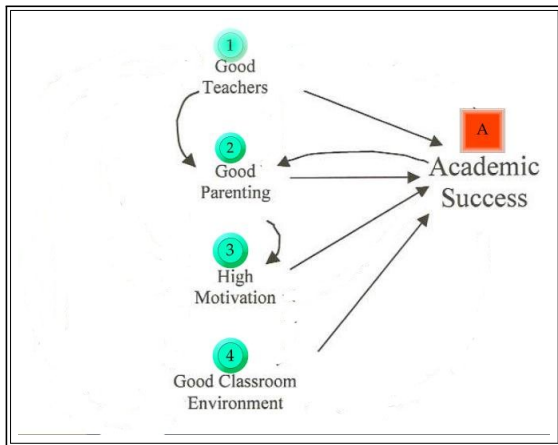 1
Good
Teachers
A
Academic
Success
2
Good
Parenting
3
High
Motivation
4
Good Classroom
Environment